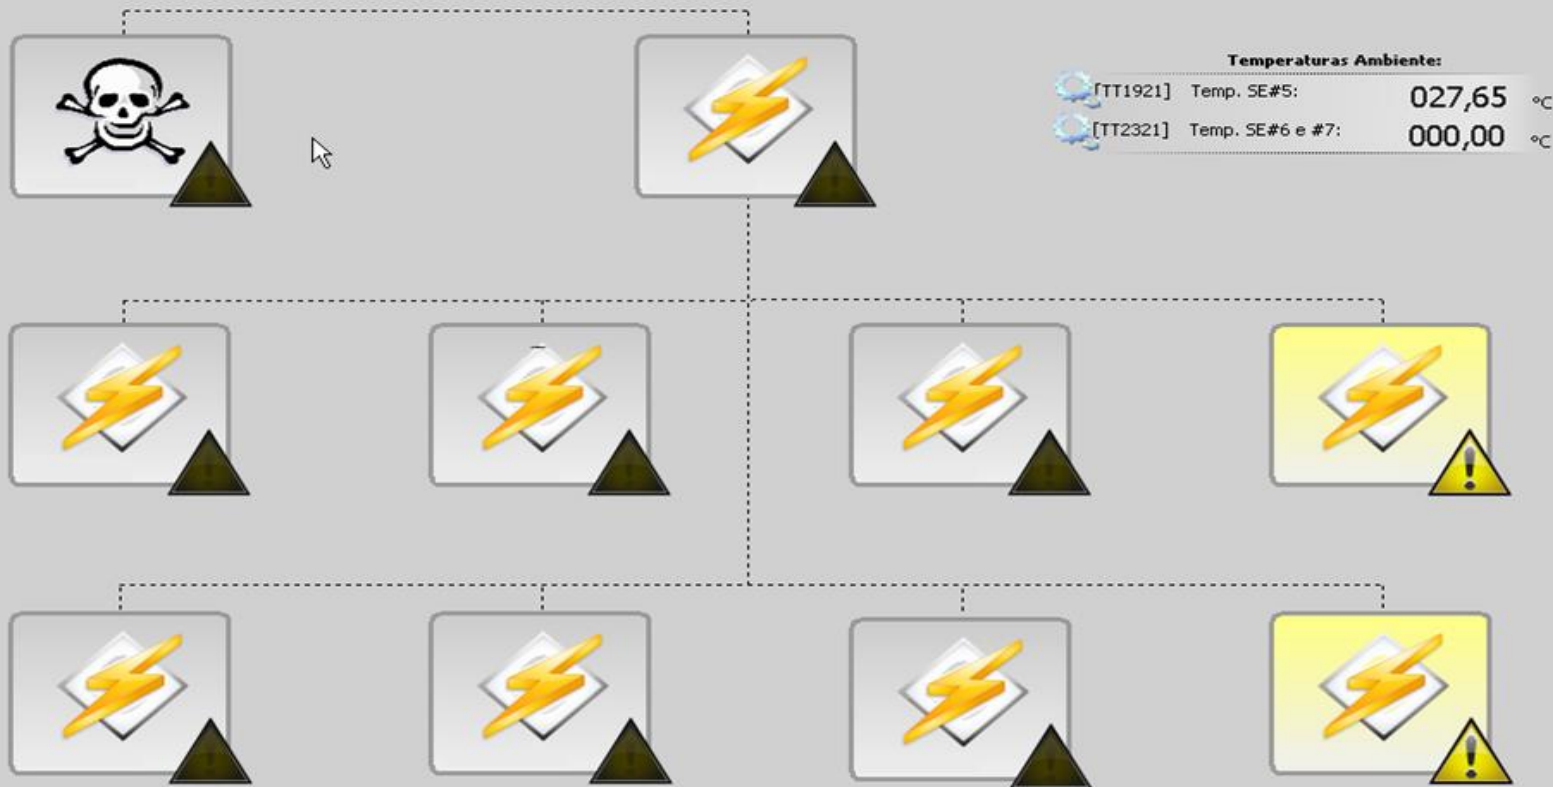 Temperaturas Ambiente:
[TT1921] Temp. SE#5: 027,65 °C
[TT2321] Temp. SE#6 e #7: 000,00 °C